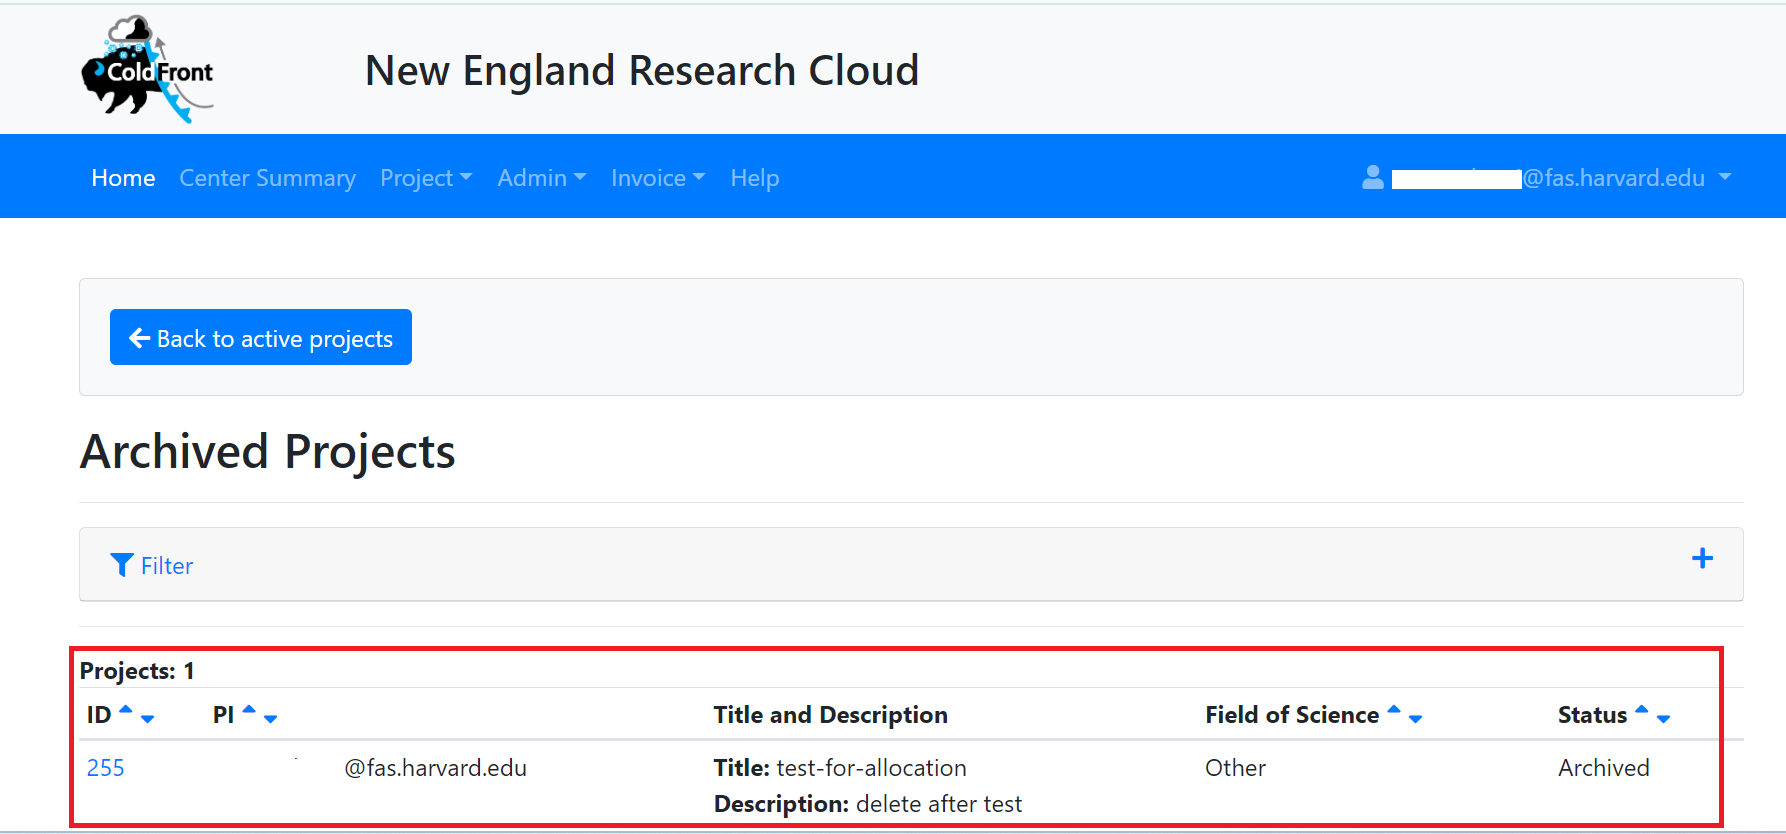 ColdFront
New England Research Cloud
Home Center Summary Project Admin Invoice Help @fas.harvard.edu
Back to active projects
Archived Projects
Filter
Projects: 1
ID PI Title and Description Field of Science Status
255 @fas.harvard.edu Title: test-for-allocation Other Archived
Description: delete after test